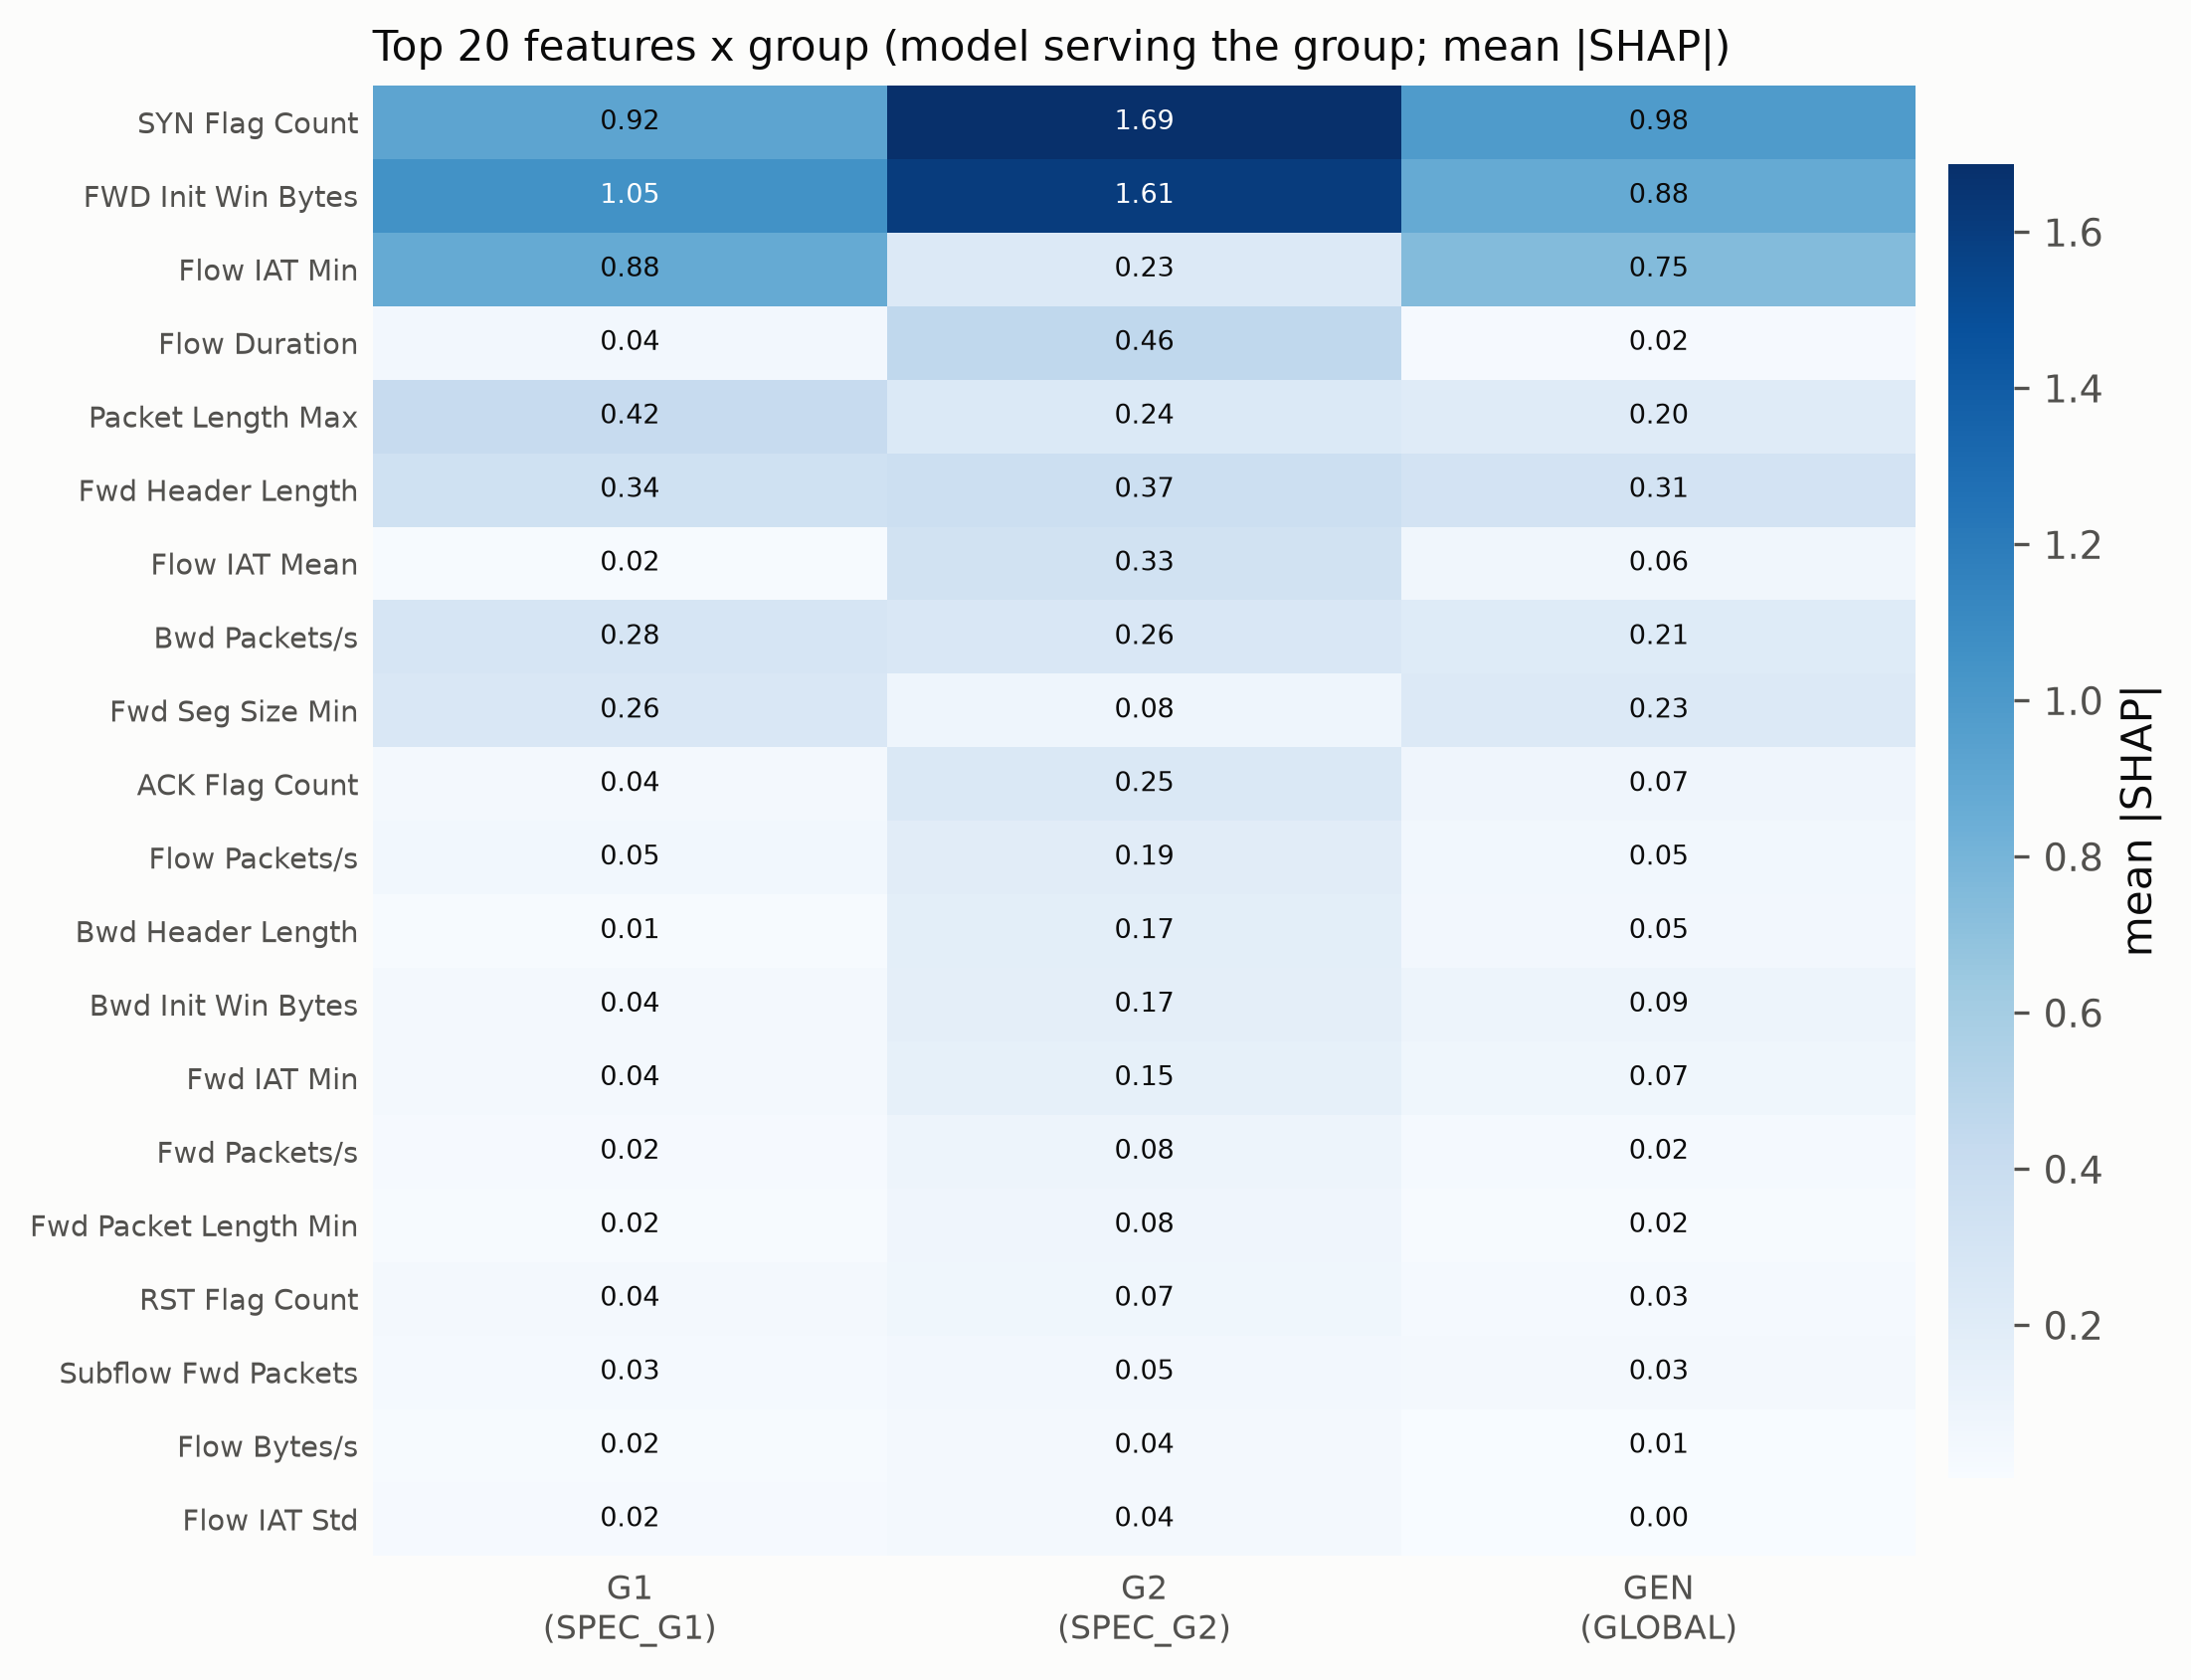 Top 20 features x group (model serving the group; mean |SHAP|)
SYN Flag Count 0.92 1.69 0.98
FWD Init Win Bytes 1.05 1.61 0.88
Flow IAT Min 0.88 0.23 0.75
Flow Duration 0.04 0.46 0.02
Packet Length Max 0.42 0.24 0.20
Fwd Header Length 0.34 0.37 0.31
Flow IAT Mean 0.02 0.33 0.06
Bwd Packets/s 0.28 0.26 0.21
Fwd Seg Size Min 0.26 0.08 0.23
ACK Flag Count 0.04 0.25 0.07
Flow Packets/s 0.05 0.19 0.05
Bwd Header Length 0.01 0.17 0.05
Bwd Init Win Bytes 0.04 0.17 0.09
Fwd IAT Min 0.04 0.15 0.07
Fwd Packets/s 0.02 0.08 0.02
Fwd Packet Length Min 0.02 0.08 0.02
RST Flag Count 0.04 0.07 0.03
Subflow Fwd Packets 0.03 0.05 0.03
Flow Bytes/s 0.02 0.04 0.01
Flow IAT Std 0.02 0.04 0.00
G1 G2 GEN
(SPEC_G1) (SPEC_G2) (GLOBAL)
1.6
1.4
1.2
1.0
0.8
0.6
0.4
0.2
mean |SHAP|